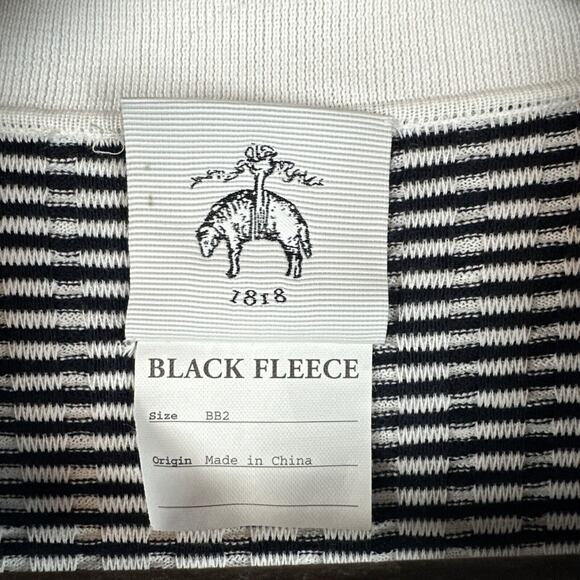 1818
BLACK FLEECE
Size BB2
Origin Made in China